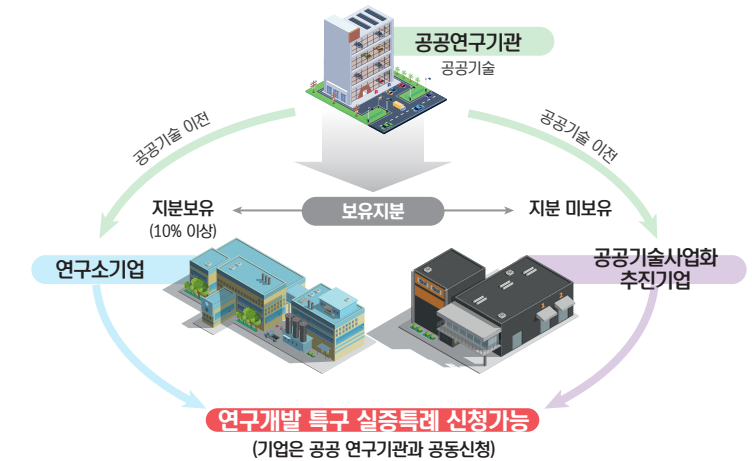 공공연구기관
공공기술
공공기술 이전
공공기술 이전
지분보유
(10% 이상)
보유지분
지분 미보유
연구소기업
공공기술사업화
추진기업
연구개발 특구 실증특례 신청가능
(기업은 공공 연구기관과 공동신청)